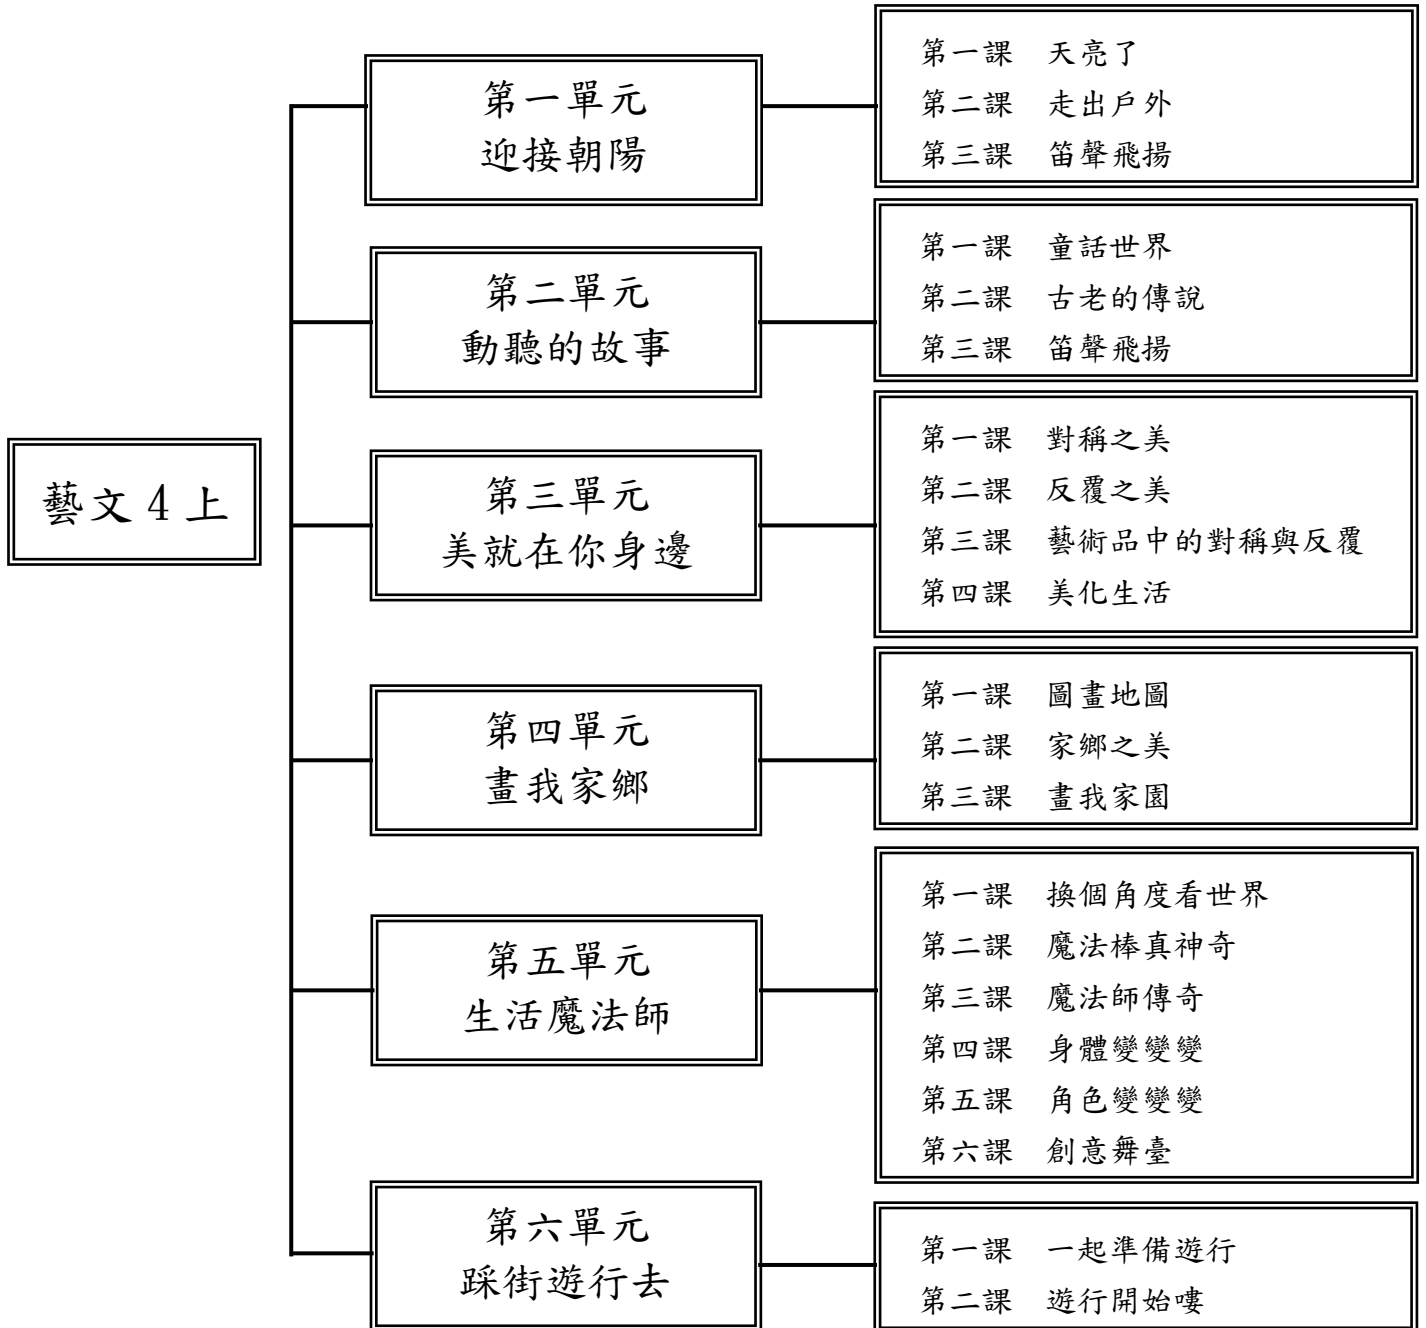 藝文 4 上
第一單元
迎接朝陽
第一課 天亮了
第二課 走出戶外
第三課 笛聲飛揚
第二單元
動聽的故事
第一課 童話世界
第二課 古老的傳說
第三課 笛聲飛揚
第三單元
美就在你身邊
第一課 對稱之美
第二課 反覆之美
第三課 藝術品中的對稱與反覆
第四課 美化生活
第四單元
畫我家鄉
第一課 圖畫地圖
第二課 家鄉之美
第三課 畫我家園
第五單元
生活魔法師
第一課 換個角度看世界
第二課 魔法棒真神奇
第三課 魔法師傳奇
第四課 身體變變變
第五課 角色變變變
第六課 創意舞臺
第六單元
踩街遊行去
第一課 一起準備遊行
第二課 遊行開始嘍